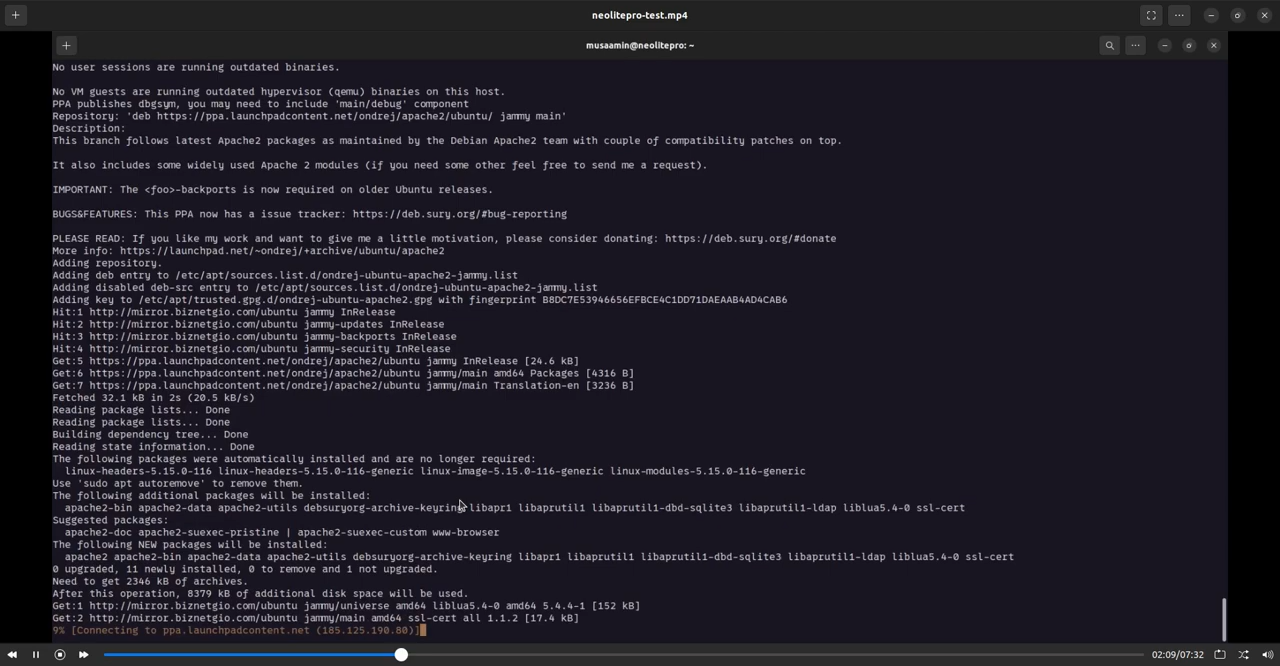 neolitepro-test.mp4
musaamin@neolitepro: ~
No user sessions are running outdated binaries.
No VM guests are running outdated hypervisor (qemu) binaries on this host.
PPA publishes dbgsym, you may need to include 'main/debug' component
Repository: 'deb https://ppa.launchpadcontent.net/ondrej/apache2/ubuntu/ jammy main'
Description:
This branch follows latest Apache2 packages as maintained by the Debian Apache2 team with couple of compatibility patches on top.
It also includes some widely used Apache 2 modules (if you need some other feel free to send me a request).
IMPORTANT: The <foo>-backports is now required on older Ubuntu releases.
BUGS&FEATURES: This PPA now has a issue tracker: https://deb.sury.org/#bug-reporting
PLEASE READ: If you like my work and want to give me a little motivation, please consider donating: https://deb.sury.org/#donate
More info: https://launchpad.net/~ondrej/+archive/ubuntu/apache2
Adding repository.
Adding deb entry to /etc/apt/sources.list.d/ondrej-ubuntu-apache2-jammy.list
Adding disabled deb-src entry to /etc/apt/sources.list.d/ondrej-ubuntu-apache2-jammy.list
Adding key to /etc/apt/trusted.gpg.d/ondrej-ubuntu-apache2.gpg with fingerprint B8DC7E53946656EFBCE4C1DD71DAEAAB4AD4CAB6
Hit:1 http://mirror.biznetgio.com/ubuntu jammy InRelease
Hit:2 http://mirror.biznetgio.com/ubuntu jammy-updates InRelease
Hit:3 http://mirror.biznetgio.com/ubuntu jammy-backports InRelease
Hit:4 http://mirror.biznetgio.com/ubuntu jammy-security InRelease
Get:5 https://ppa.launchpadcontent.net/ondrej/apache2/ubuntu jammy InRelease [24.6 kB]
Get:6 https://ppa.launchpadcontent.net/ondrej/apache2/ubuntu jammy/main amd64 Packages [4316 B]
Get:7 https://ppa.launchpadcontent.net/ondrej/apache2/ubuntu jammy/main Translation-en [3236 B]
Fetched 32.1 kB in 2s (20.5 kB/s)
Reading package lists... Done
Reading package lists... Done
Building dependency tree... Done
Reading state information... Done
The following packages were automatically installed and are no longer required:
linux-headers-5.15.0-116 linux-headers-5.15.0-116-generic linux-image-5.15.0-116-generic linux-modules-5.15.0-116-generic
Use 'sudo apt autoremove' to remove them.
The following additional packages will be installed:
apache2-bin apache2-data apache2-utils debsuryorg-archive-keyring libapr1 libaprutil1 libaprutil1-dbd-sqlite3 libaprutil1-ldap liblua5.4-0 ssl-cert
Suggested packages:
apache2-doc apache2-suexec-pristine | apache2-suexec-custom www-browser
The following NEW packages will be installed:
apache2 apache2-bin apache2-data apache2-utils debsuryorg-archive-keyring libapr1 libaprutil1 libaprutil1-dbd-sqlite3 libaprutil1-ldap liblua5.4-0 ssl-cert
0 upgraded, 11 newly installed, 0 to remove and 1 not upgraded.
Need to get 2346 kB of archives.
After this operation, 8379 kB of additional disk space will be used.
Get:1 http://mirror.biznetgio.com/ubuntu jammy/universe amd64 liblua5.4-0 amd64 5.4.4-1 [152 kB]
Get:2 http://mirror.biznetgio.com/ubuntu jammy/main amd64 ssl-cert all 1.1.2 [17.4 kB]
9% [Connecting to ppa.launchpadcontent.net (185.125.190.80)]
02:09/07:32